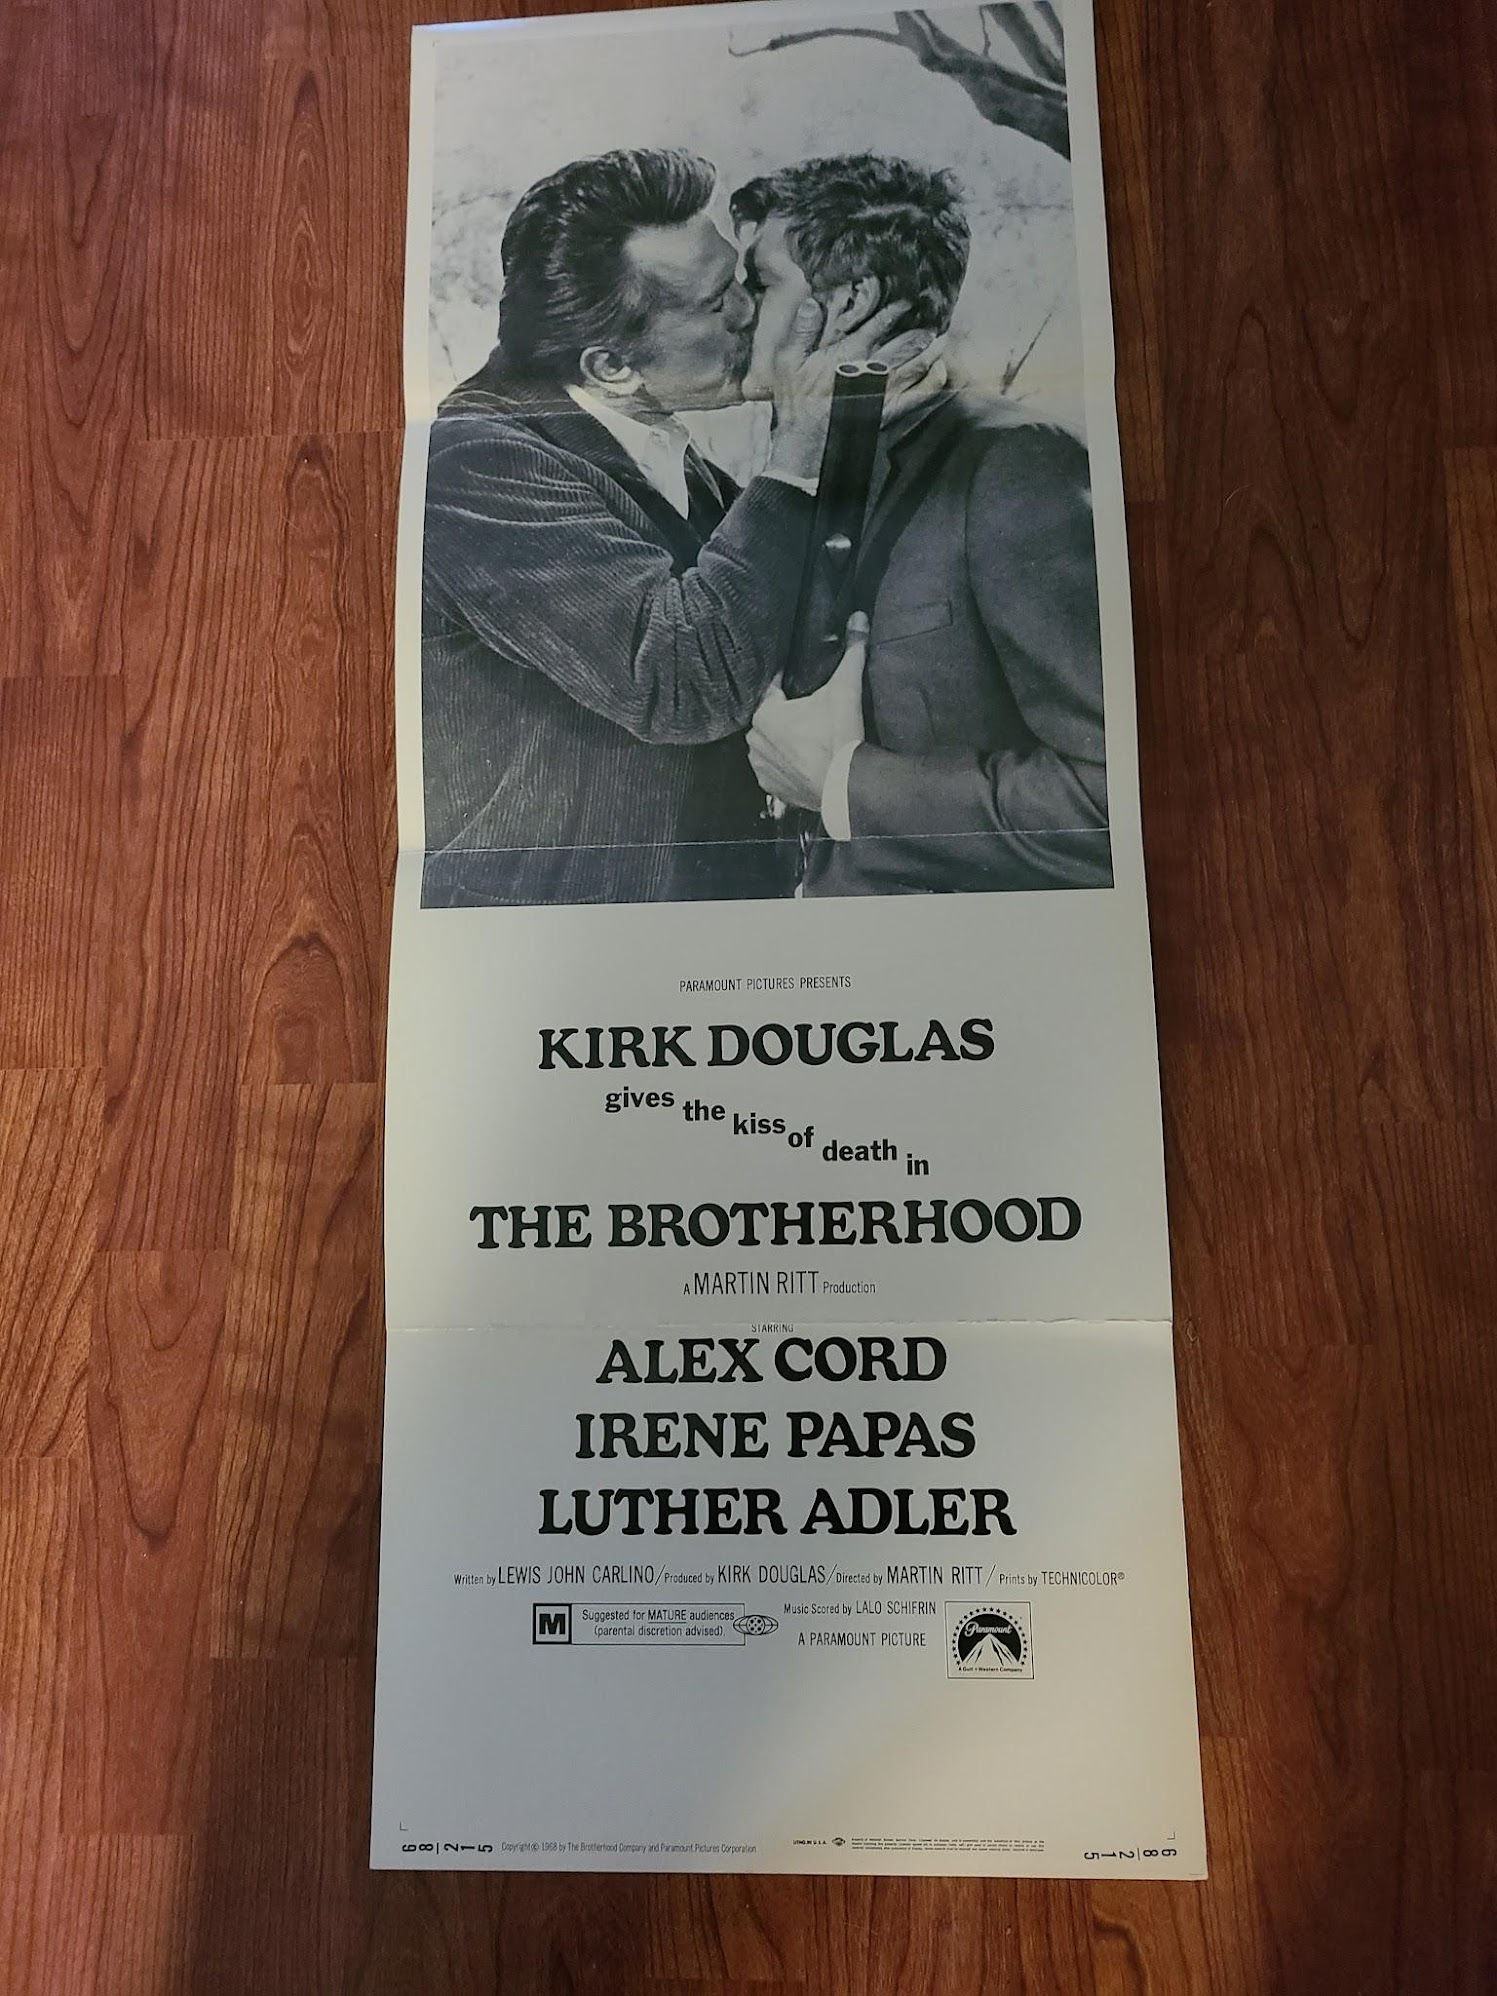 PARAMOUNT PICTURES PRESENTS
KIRK DOUGLAS
gives the kiss of death in
THE BROTHERHOOD
A MARTIN RITT Production
STARRING
ALEX CORD
IRENE PAPAS
LUTHER ADLER
Written by LEWIS JOHN CARLINO/Produced by KIRK DOUGLAS/Directed by MARTIN RITT/Prints by TECHNICOLOR®
M
Suggested for MATURE audiences
(parental discretion advised).
Music Scored by LALO SCHIFRIN
A PARAMOUNT PICTURE
Paramount
A Gulf + Western Company
68|215
Copyright © 1968 by The Brotherhood Company and Paramount Pictures Corporation
LITHO. IN U.S.A.
68|215